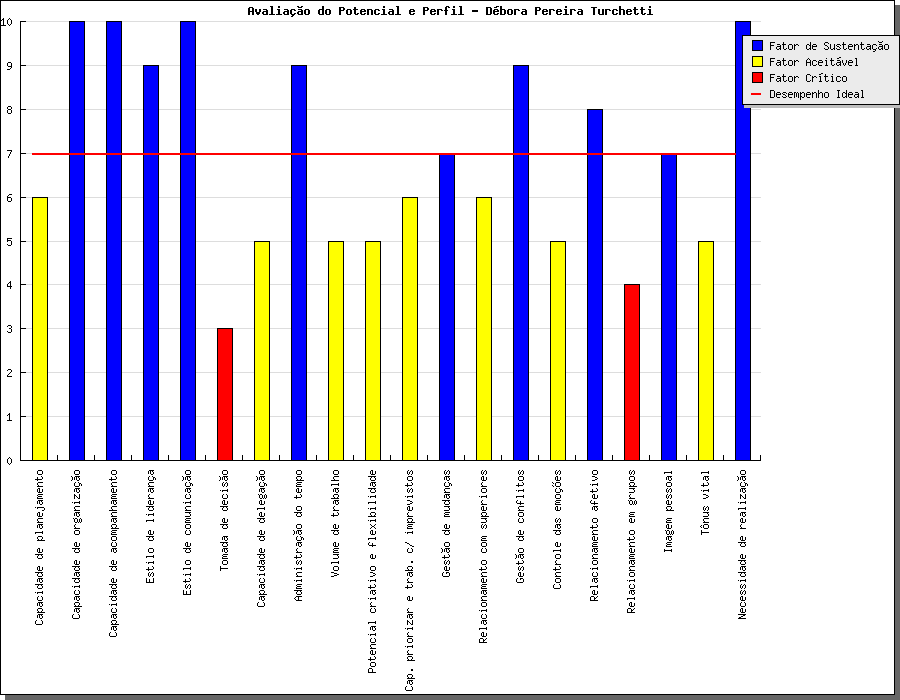 Avaliação do Potencial e Perfil - Débora Pereira Turchetti
10
9
8
7
6
5
4
3
2
1
0
Fator de Sustentação
Fator Aceitável
Fator Crítico
Desempenho Ideal
Capacidade de planejamento
Capacidade de organização
Capacidade de acompanhamento
Estilo de liderança
Estilo de comunicação
Tomada de decisão
Capacidade de delegação
Administração do tempo
Volume de trabalho
Potencial criativo e flexibilidade
Cap. priorizar e trab. c/ imprevistos
Gestão de mudanças
Relacionamento com superiores
Gestão de conflitos
Controle das emoções
Relacionamento afetivo
Relacionamento em grupos
Imagem pessoal
Tônus vital
Necessidade de realização